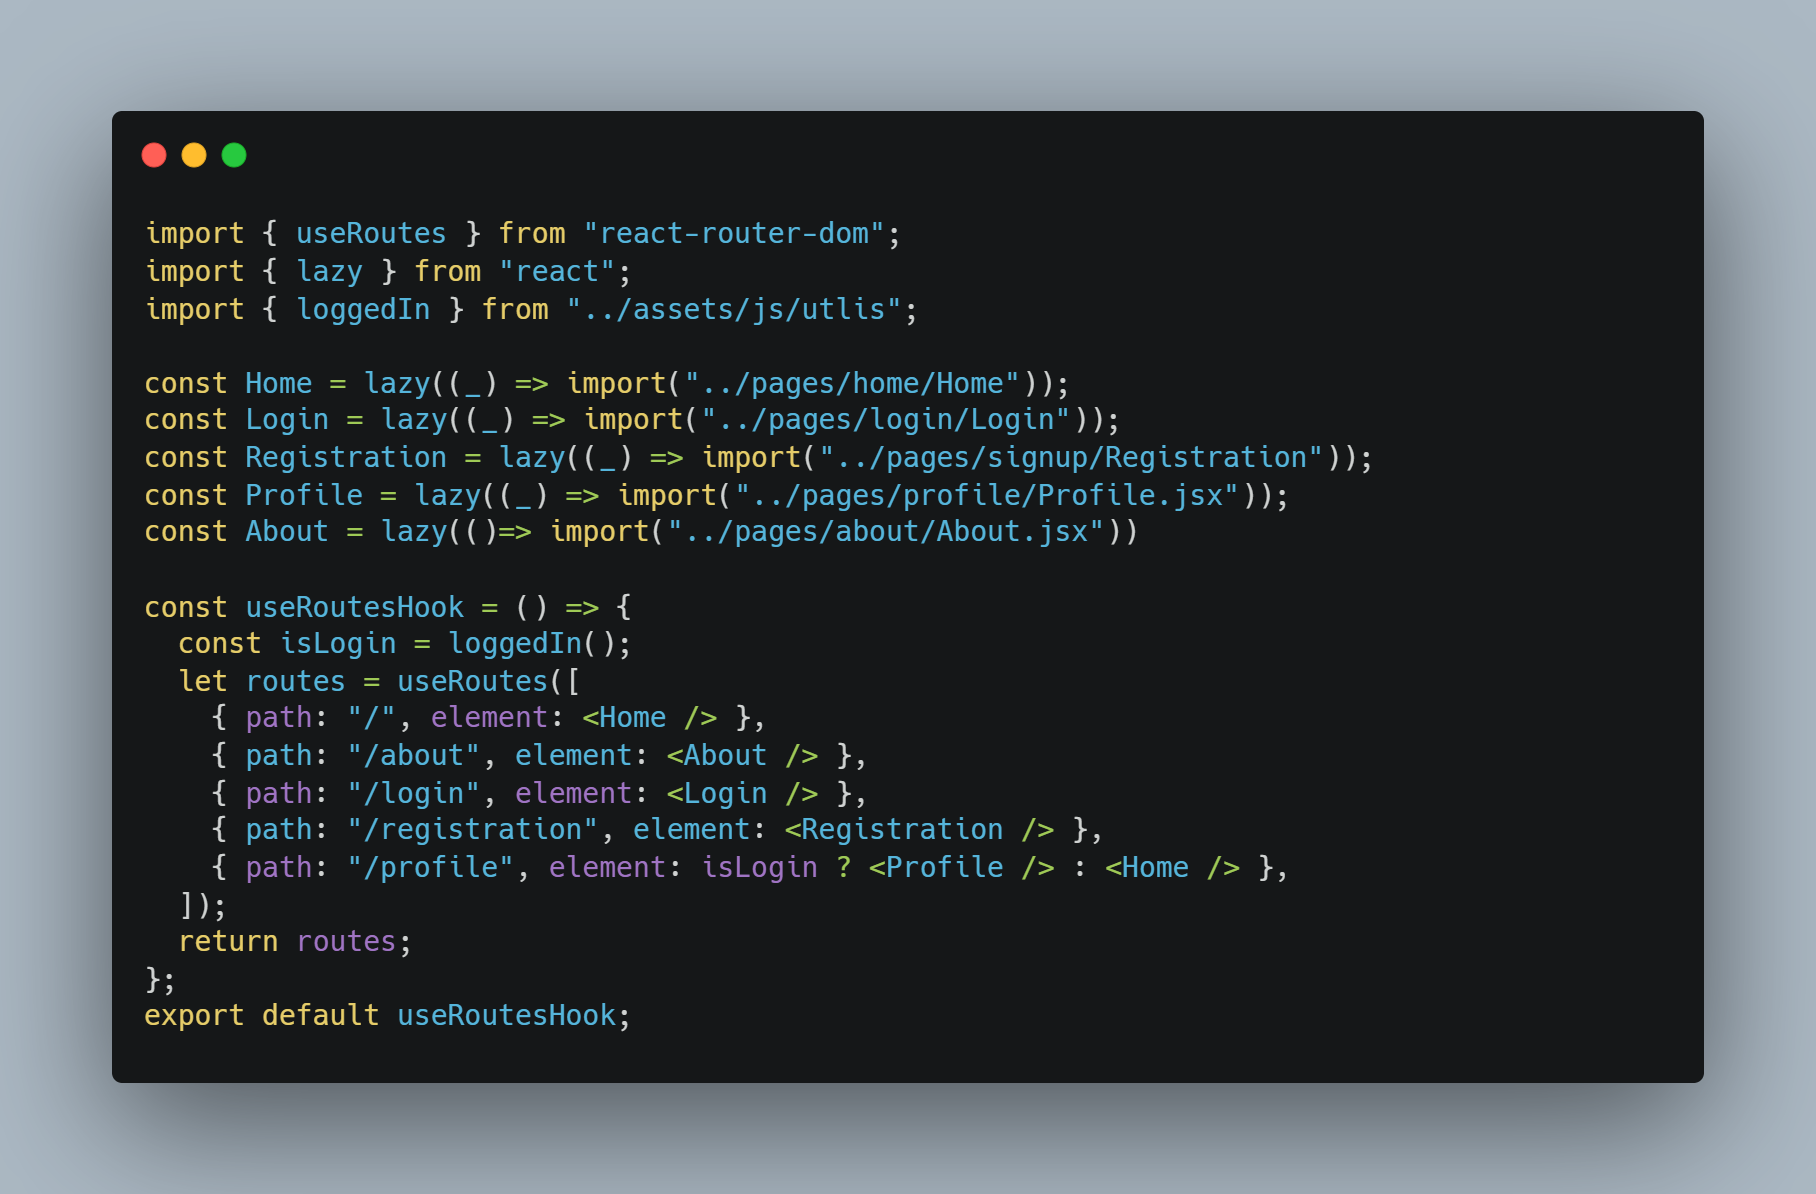 import { useRoutes } from "react-router-dom";
import { lazy } from "react";
import { loggedIn } from "../assets/js/utlis";

const Home = lazy((_) => import("../pages/home/Home"));
const Login = lazy((_) => import("../pages/login/Login"));
const Registration = lazy((_) => import("../pages/signup/Registration"));
const Profile = lazy((_) => import("../pages/profile/Profile.jsx"));
const About = lazy(()=> import("../pages/about/About.jsx"))

const useRoutesHook = () => {
  const isLogin = loggedIn();
  let routes = useRoutes([
    { path: "/", element: <Home /> },
    { path: "/about", element: <About /> },
    { path: "/login", element: <Login /> },
    { path: "/registration", element: <Registration /> },
    { path: "/profile", element: isLogin ? <Profile /> : <Home /> },
  ]);
  return routes;
};
export default useRoutesHook;